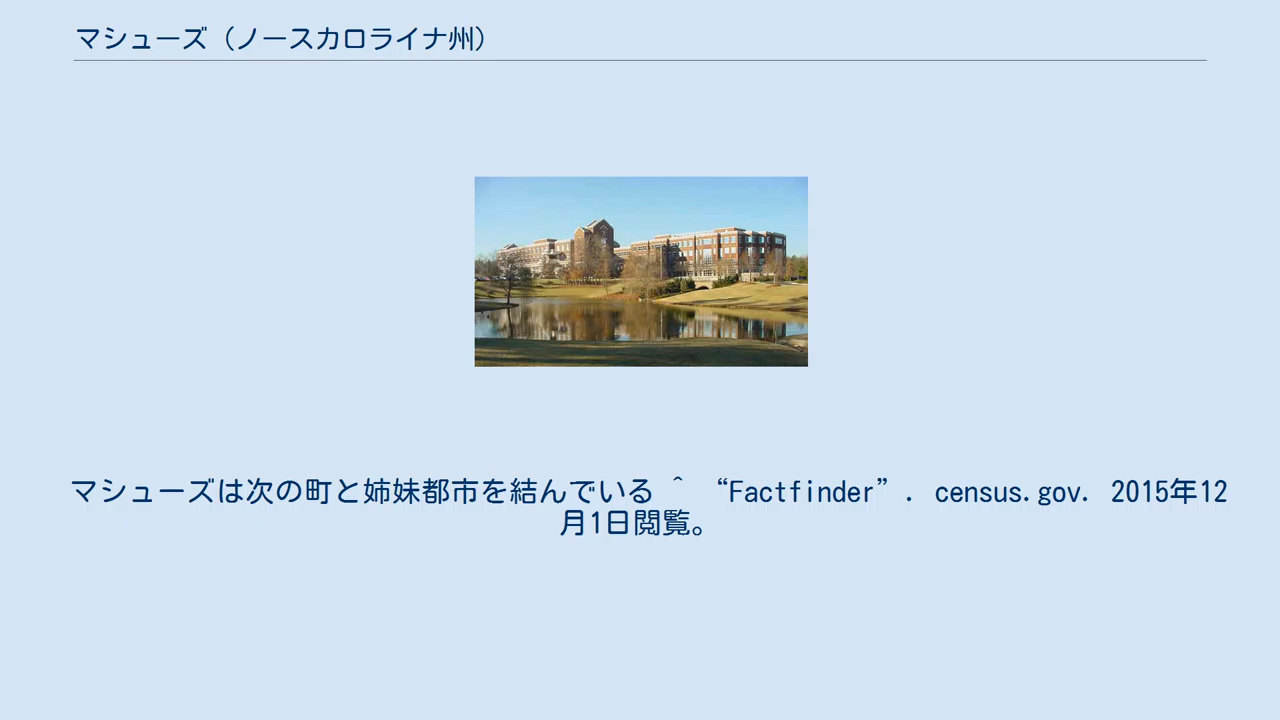 マシューズ（ノースカロライナ州）
マシューズは次の町と姉妹都市を結んでいる ^ “Factfinder”. census.gov. 2015年12
月1日閲覧。